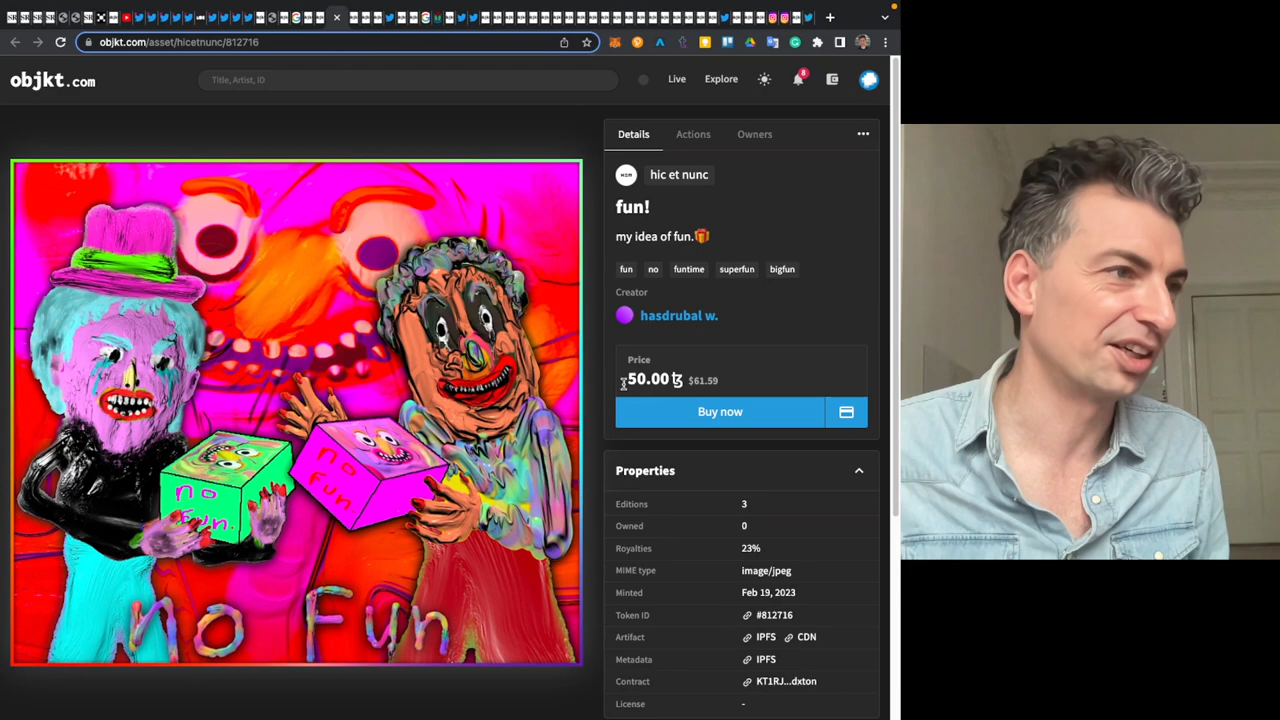 objkt.com/asset/hicetnunc/812716
objkt.com
Title, Artist, ID
Live
Explore
8
Details
Actions
Owners
hic et nunc
fun!
my idea of fun.🎁
fun
no
funtime
superfun
bigfun
Creator
hasdrubal w.
Price
50.00 ꜩ $61.59
Buy now
no
fun.
no
fun
No Fun
Properties
Editions 3
Owned 0
Royalties 23%
MIME type image/jpeg
Minted Feb 19, 2023
Token ID #812716
Artifact IPFS CDN
Metadata IPFS
Contract KT1RJ...dxton
License -